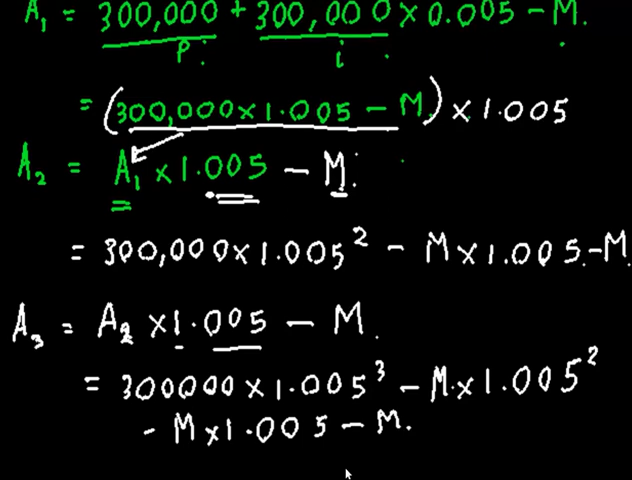 A₁ = 300,000 + 300,000 × 0.005 - M.
P. i.
= (300,000 × 1.005 - M) × 1.005
A₂ = A₁ × 1.005 - M.
= 300,000 × 1.005² - M × 1.005 - M.
A₃ = A₂ × 1.005 - M.
= 300000 × 1.005³ - M × 1.005²
- M × 1.005 - M.